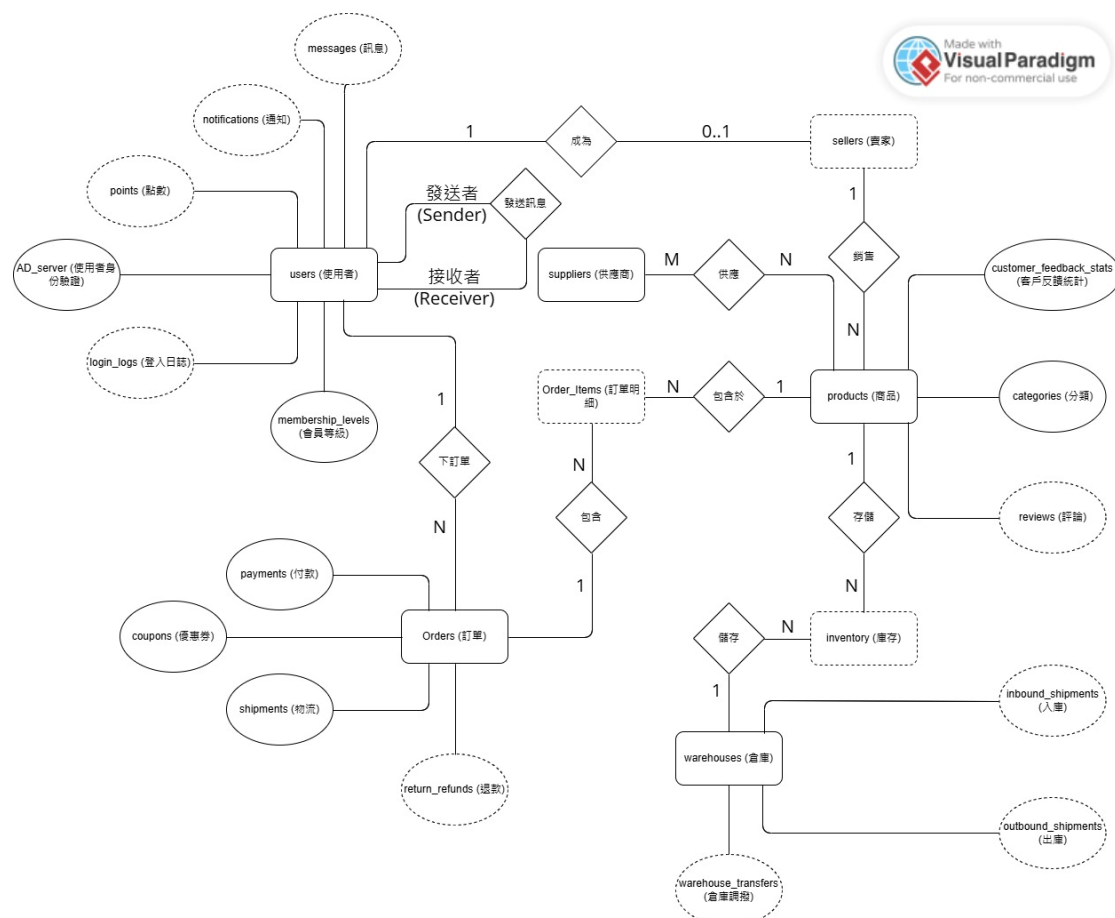 Made with
Visual Paradigm
For non-commercial use
messages (訊息)
notifications (通知)
points (點數)
AD_server (使用者身
份驗證)
login_logs (登入日誌)
membership_levels
(會員等級)
users (使用者)
1
成為
0..1
sellers (賣家)
發送者
(Sender)
發送訊息
接收者
(Receiver)
suppliers (供應商)
M
供應
N
1
銷售
N
customer_feedback_stats
(客戶反饋統計)
Order_Items (訂單明
細)
N
包含於
1
products (商品)
categories (分類)
reviews (評論)
1
下訂單
N
N
包含
1
1
存儲
N
payments (付款)
coupons (優惠券)
Orders (訂單)
shipments (物流)
return_refunds (退款)
儲存
N
inventory (庫存)
1
warehouses (倉庫)
inbound_shipments
(入庫)
outbound_shipments
(出庫)
warehouse_transfers
(倉庫調撥)